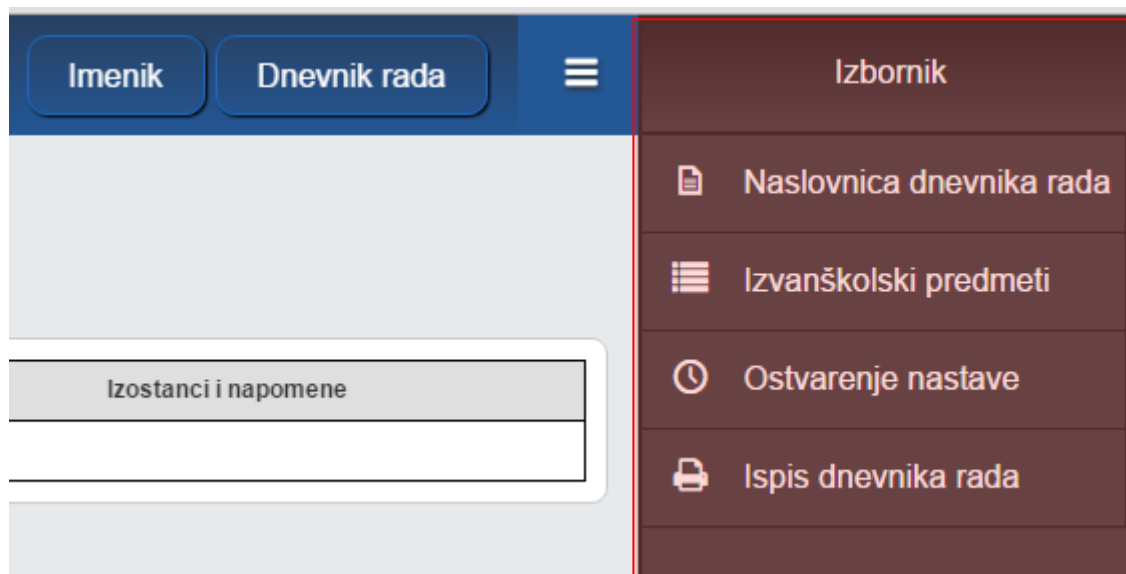 Imenik
Dnevnik rada
Izbornik
Naslovnica dnevnika rada
Izvanškolski predmeti
Izostanci i napomene
Ostvarenje nastave
Ispis dnevnika rada